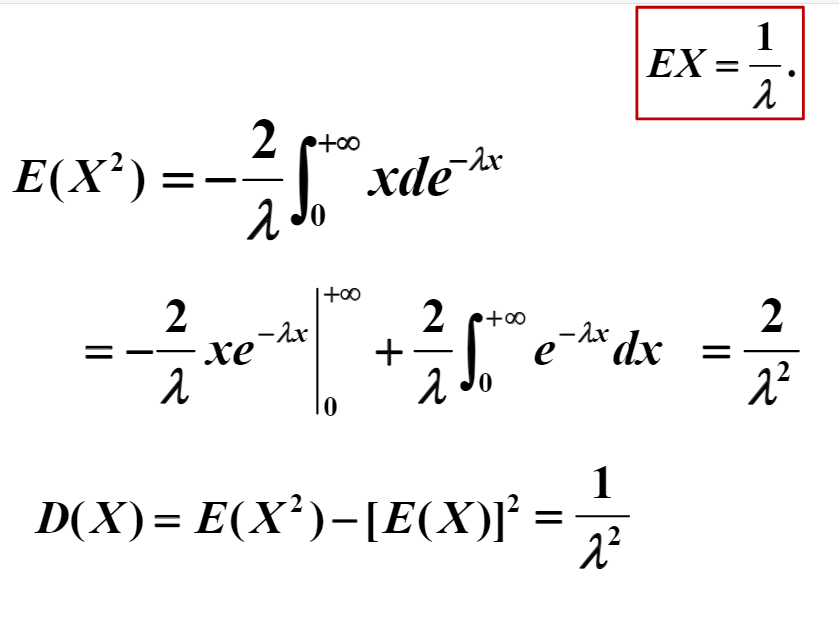 EX = 1/λ.
E(X²) = −2/λ ∫₀⁺∞ xde^(−λx)
= −2/λ xe^(−λx) |₀⁺∞ + 2/λ ∫₀⁺∞ e^(−λx) dx = 2/λ²
D(X) = E(X²) − [E(X)]² = 1/λ²